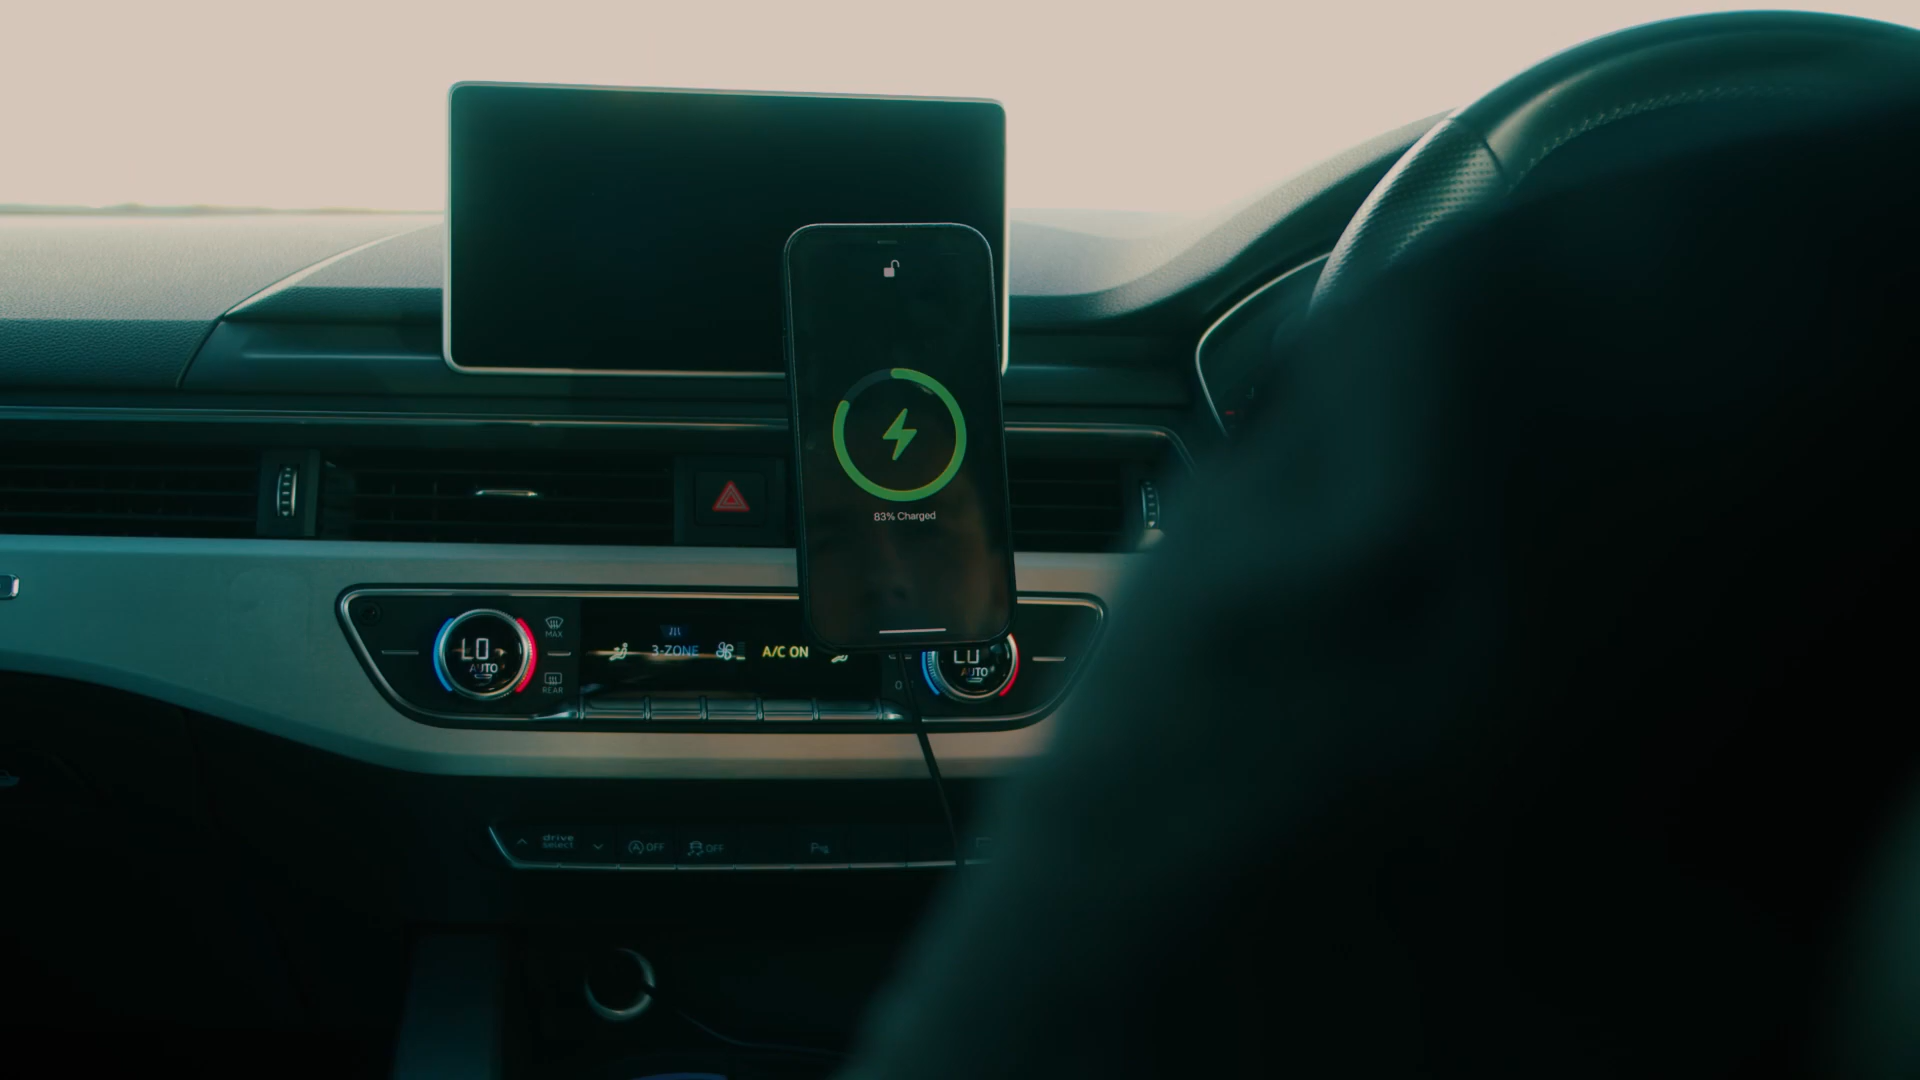 83% Charged
LO
AUTO
MAX
REAR
3-ZONE
A/C ON
LO
AUTO
drive
select
OFF
OFF
P